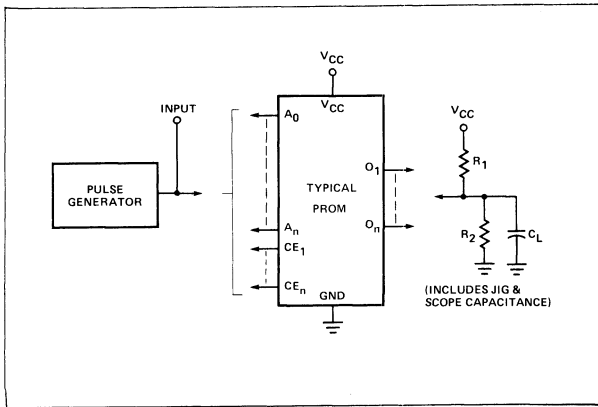 VCC
INPUT
PULSE
GENERATOR
VCC
A0
An
CE1
CEn
TYPICAL
PROM
O1
On
GND
VCC
R1
R2
CL
(INCLUDES JIG &
SCOPE CAPACITANCE)